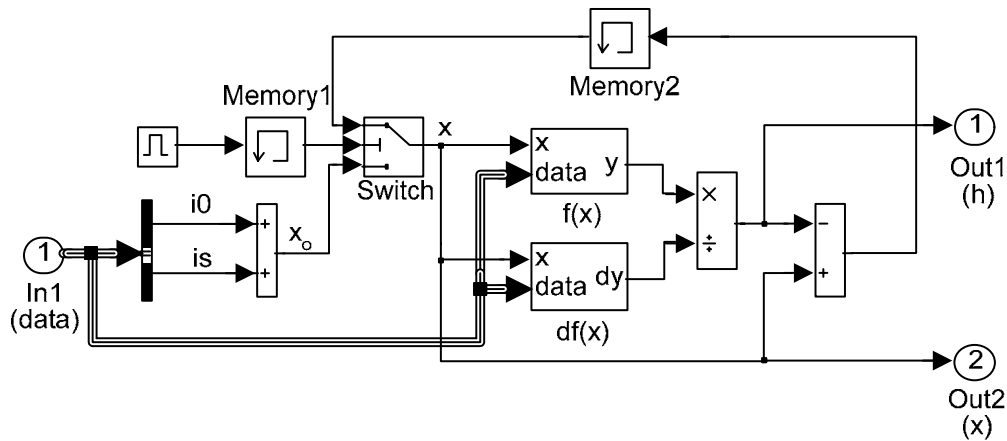 Memory2
Memory1
x
1
Out1
(h)
x
data
y
f(x)
×
÷
Switch
i0
is
+
+
xo
−
+
1
In1
(data)
x
data
dy
df(x)
2
Out2
(x)